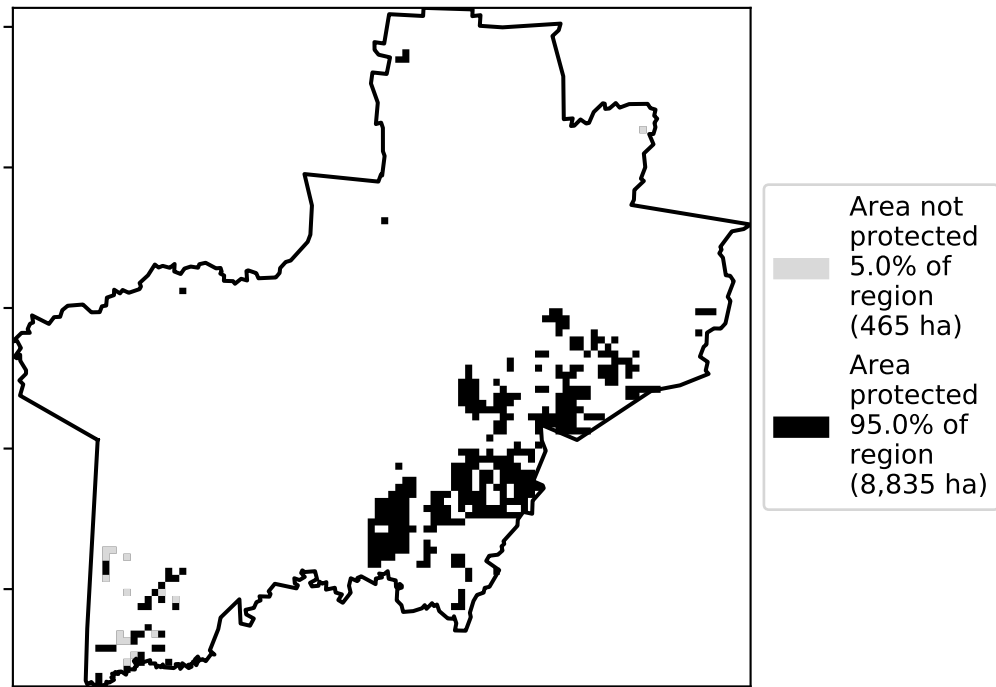 Area not
protected
5.0% of
region
(465 ha)
Area
protected
95.0% of
region
(8,835 ha)